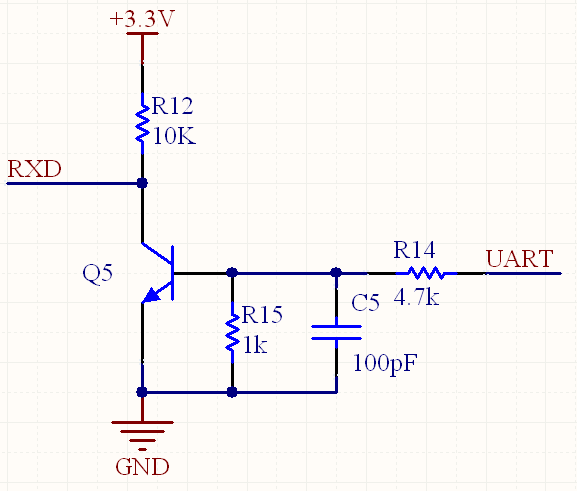 +3.3V
R12
10K
RXD
R14
UART
Q5
4.7k
C5
R15
1k
100pF
GND